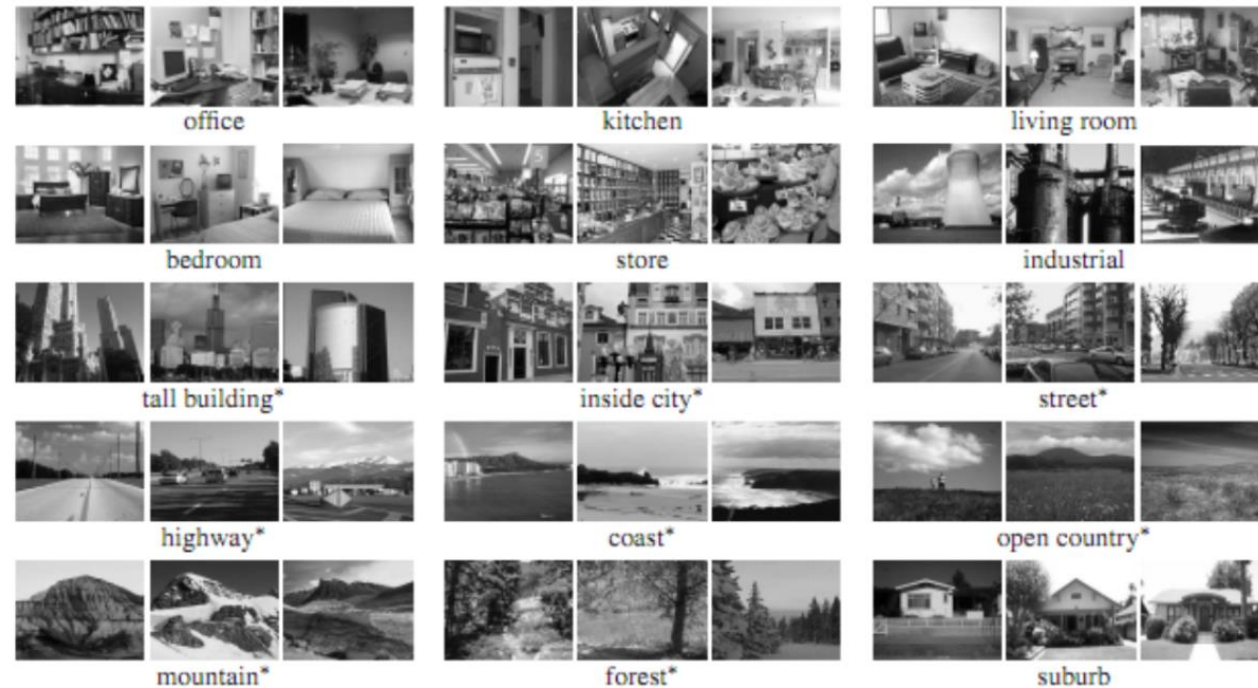 office kitchen living room
bedroom store industrial
tall building* inside city* street*
highway* coast* open country*
mountain* forest* suburb